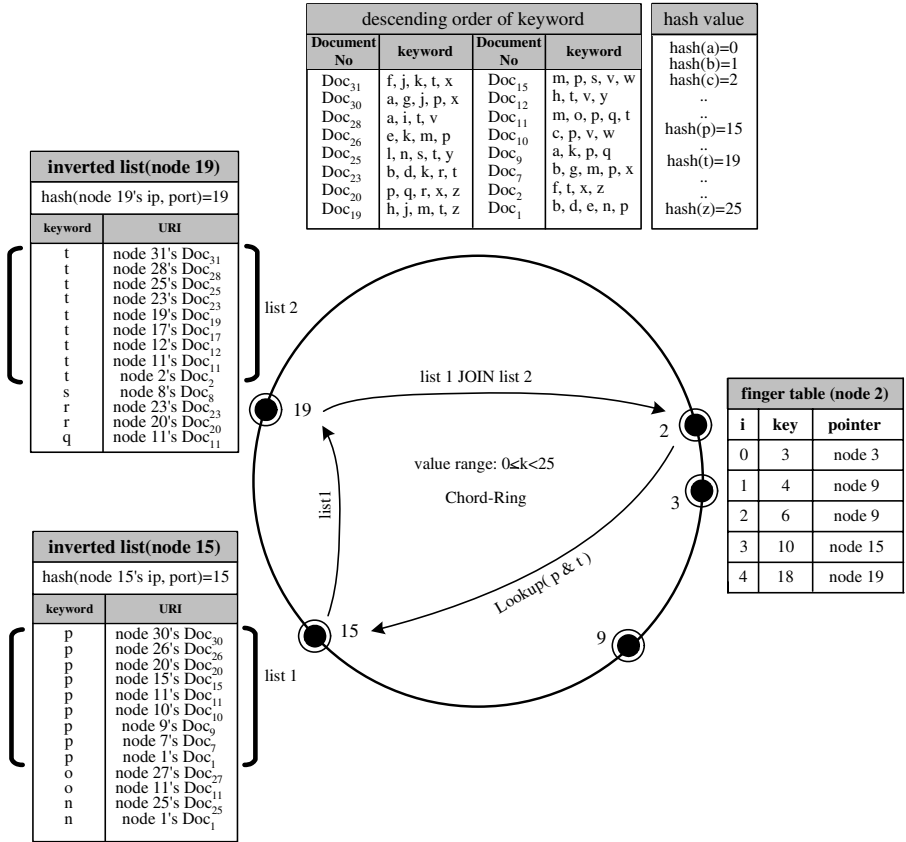 descending order of keyword
Document No keyword Document No keyword
Doc31 f, j, k, t, x Doc15 m, p, s, v, w
Doc30 a, g, j, p, x Doc12 h, t, v, y
Doc28 a, i, t, v Doc11 m, o, p, q, t
Doc26 e, k, m, p Doc10 c, p, v, w
Doc25 l, n, s, t, y Doc9 a, k, p, q
Doc23 b, d, k, r, t Doc7 b, g, m, p, x
Doc20 p, q, r, x, z Doc2 f, t, x, z
Doc19 h, j, m, t, z Doc1 b, d, e, n, p
hash value
hash(a)=0
hash(b)=1
hash(c)=2
..
..
hash(p)=15
..
hash(t)=19
..
..
hash(z)=25
inverted list(node 19)
hash(node 19's ip, port)=19
keyword URI
t node 31's Doc31
t node 28's Doc28
t node 25's Doc25
t node 23's Doc23
t node 19's Doc19
t node 17's Doc17
t node 12's Doc12
t node 11's Doc11
t node 2's Doc2
s node 8's Doc8
r node 23's Doc23
r node 20's Doc20
q node 11's Doc11
list 2
list 1 JOIN list 2
19
2
3
value range: 0≤k<25
Chord-Ring
list1
Lookup( p & t )
15
9
finger table (node 2)
i key pointer
0 3 node 3
1 4 node 9
2 6 node 9
3 10 node 15
4 18 node 19
inverted list(node 15)
hash(node 15's ip, port)=15
keyword URI
p node 30's Doc30
p node 26's Doc26
p node 20's Doc20
p node 15's Doc15
p node 11's Doc11
p node 10's Doc10
p node 9's Doc9
p node 7's Doc7
p node 1's Doc1
o node 27's Doc27
o node 11's Doc11
n node 25's Doc25
n node 1's Doc1
list 1